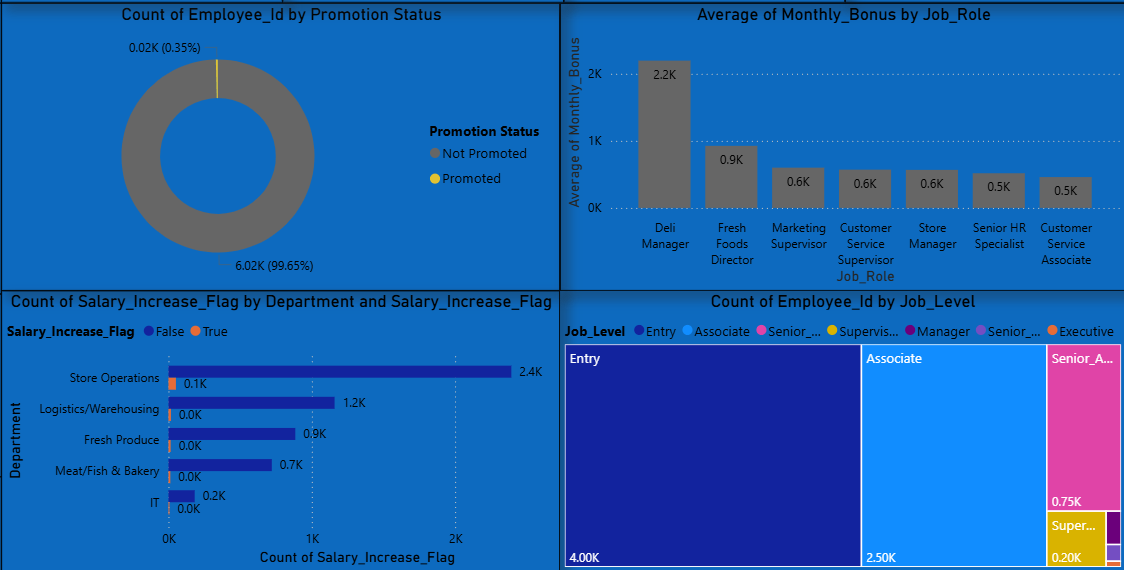 Count of Employee_Id by Promotion Status
0.02K (0.35%)
6.02K (99.65%)
Promotion Status
Not Promoted
Promoted
Average of Monthly_Bonus by Job_Role
Average of Monthly_Bonus
2K
1K
0K
2.2K
0.9K
0.6K
0.6K
0.6K
0.5K
0.5K
Deli
Manager
Fresh
Foods
Director
Marketing
Supervisor
Customer
Service
Supervisor
Store
Manager
Senior HR
Specialist
Customer
Service
Associate
Job_Role
Count of Salary_Increase_Flag by Department and Salary_Increase_Flag
Salary_Increase_Flag False True
Department
Store Operations
2.4K
0.1K
Logistics/Warehousing
1.2K
0.0K
Fresh Produce
0.9K
0.0K
Meat/Fish & Bakery
0.7K
0.0K
IT
0.2K
0.0K
0K 1K 2K
Count of Salary_Increase_Flag
Count of Employee_Id by Job_Level
Job_Level Entry Associate Senior_... Supervis... Manager Senior_... Executive
Entry
4.00K
Associate
2.50K
Senior_A...
0.75K
Super...
0.20K